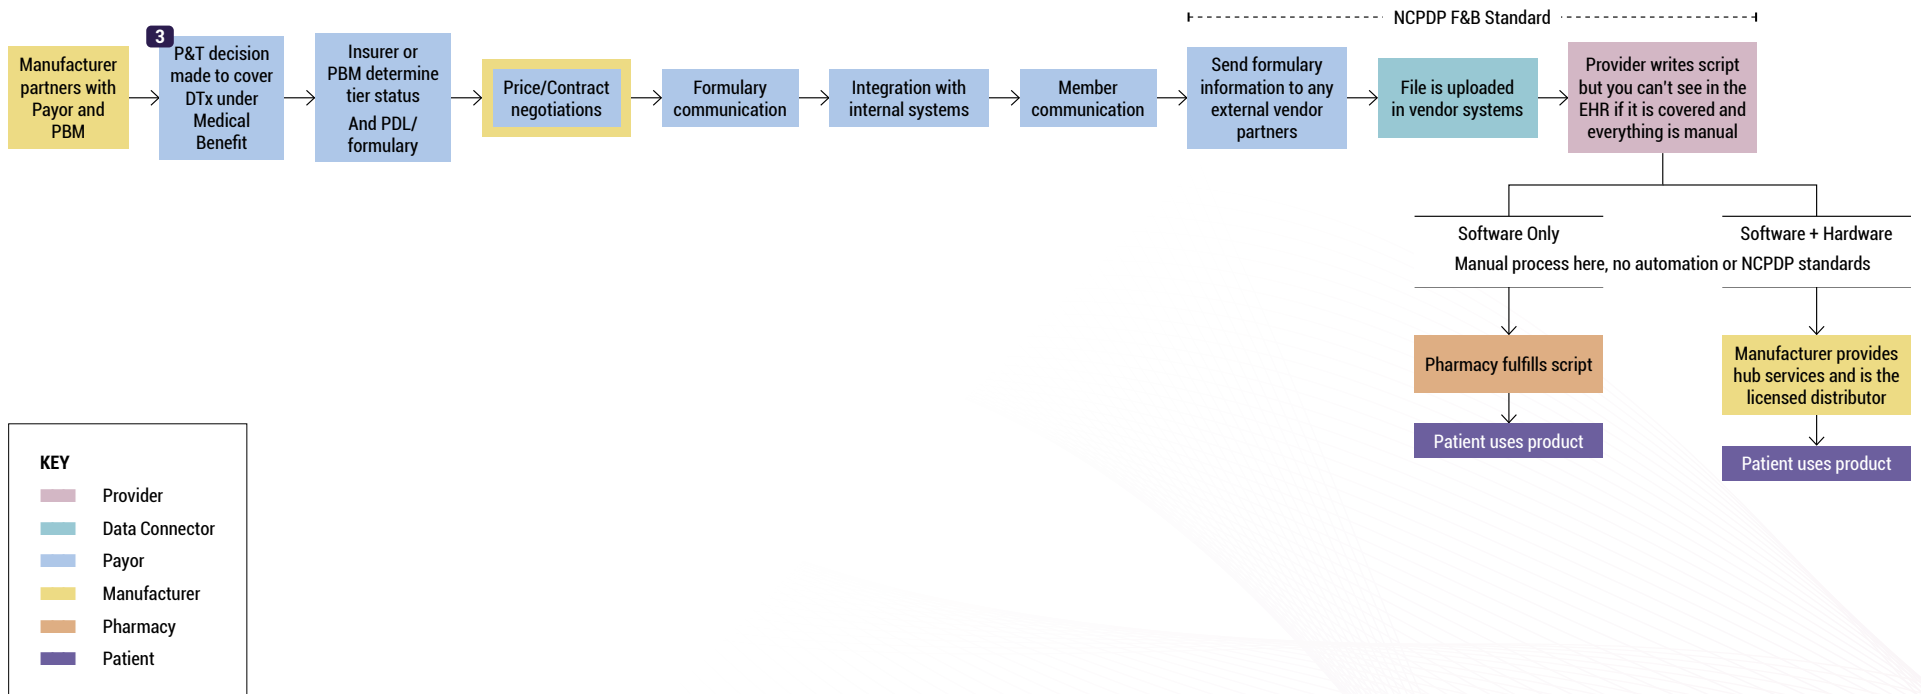 NCPDP F&B Standard
Manufacturer
partners with
Payor and
PBM
3
P&T decision
made to cover
DTx under
Medical
Benefit
Insurer or
PBM determine
tier status
And PDL/
formulary
Price/Contract
negotiations
Formulary
communication
Integration with
internal systems
Member
communication
Send formulary
information to any
external vendor
partners
File is uploaded
in vendor systems
Provider writes script
but you can't see in the
EHR if it is covered and
everything is manual
Software Only
Software + Hardware
Manual process here, no automation or NCPDP standards
Pharmacy fulfills script
Patient uses product
Manufacturer provides
hub services and is the
licensed distributor
Patient uses product
KEY
Provider
Data Connector
Payor
Manufacturer
Pharmacy
Patient